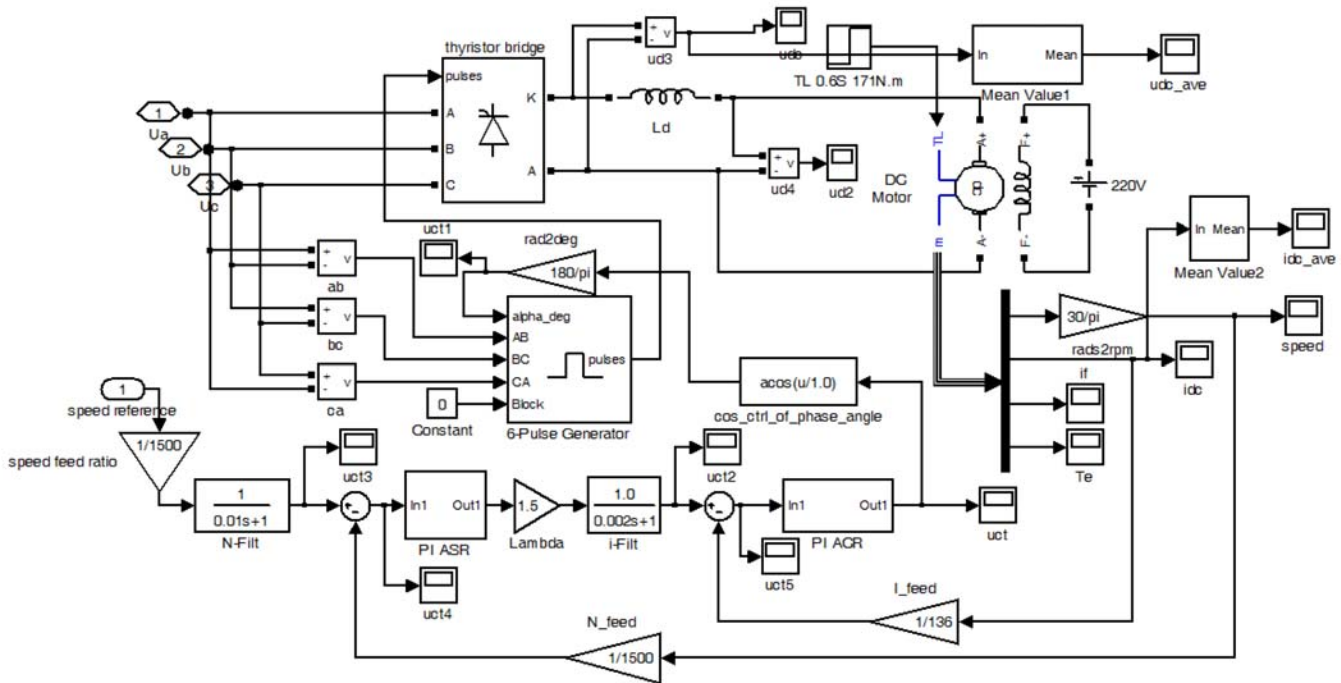 thyristor bridge
pulses
A
B
C
K
A
1
Ua
2
Ub
3
Uc
+
-
v
ud3
udc
TL 0.6S 171N.m
In
Mean
Mean Value1
udc_ave
Ld
+
-
v
ud4
ud2
TL
m
A+
A-
F+
F-
DC
Motor
220V
In Mean
Mean Value2
idc_ave
uct1
rad2deg
180/pi
+
-
v
ab
+
-
v
bc
+
-
v
ca
alpha_deg
AB
BC
CA
Block
pulses
6-Pulse Generator
0
Constant
acos(u/1.0)
cos_ctrl_of_phase_angle
30/pi
rads2rpm
speed
idc
if
Te
1
speed reference
1/1500
speed feed ratio
1
0.01s+1
N-Filt
uct3
In1 Out1
PI ASR
uct4
1.5
Lambda
1.0
0.002s+1
i-Filt
uct2
In1 Out1
PI ACR
uct5
uct
I_feed
1/136
N_feed
1/1500